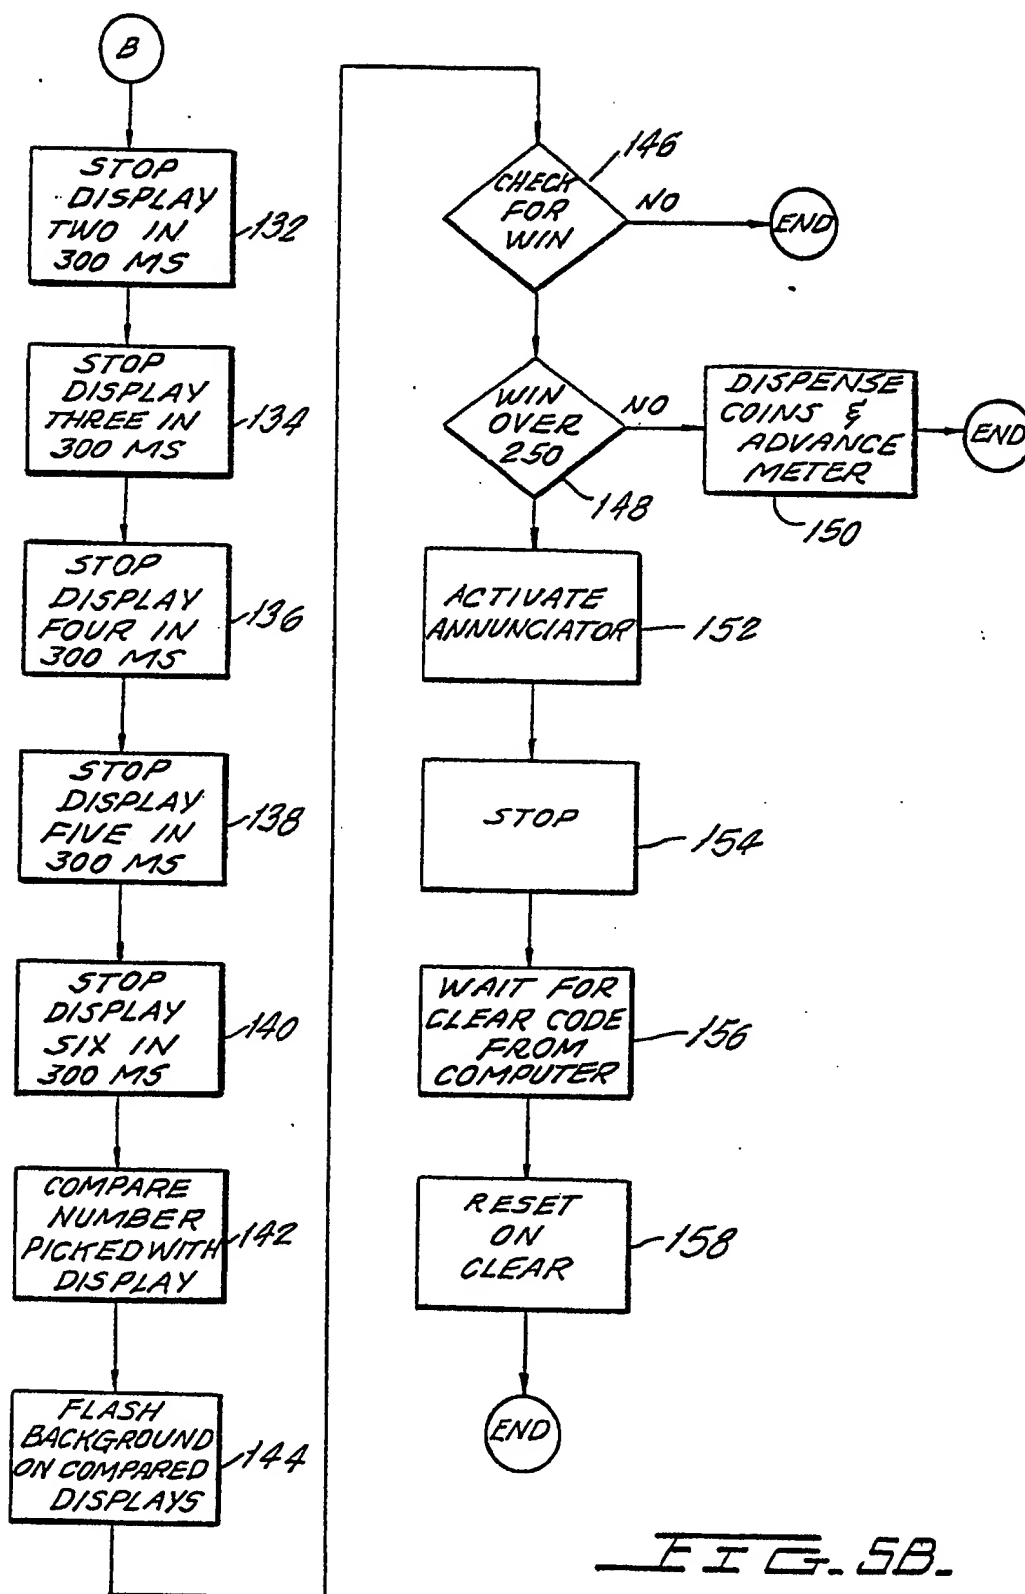 B
STOP
DISPLAY
TWO IN
300 MS
132
STOP
DISPLAY
THREE IN
300 MS
134
STOP
DISPLAY
FOUR IN
300 MS
136
STOP
DISPLAY
FIVE IN
300 MS
138
STOP
DISPLAY
SIX IN
300 MS
140
COMPARE
NUMBER
PICKED WITH
DISPLAY
142
FLASH
BACKGROUND
ON COMPARED
DISPLAYS
144
CHECK
FOR
WIN
146
NO
END
WIN
OVER
250
148
NO
DISPENSE
COINS &
ADVANCE
METER
150
END
ACTIVATE
ANNUNCIATOR
152
STOP
154
WAIT FOR
CLEAR CODE
FROM
COMPUTER
156
RESET
ON
CLEAR
158
END
FIG. 5B.